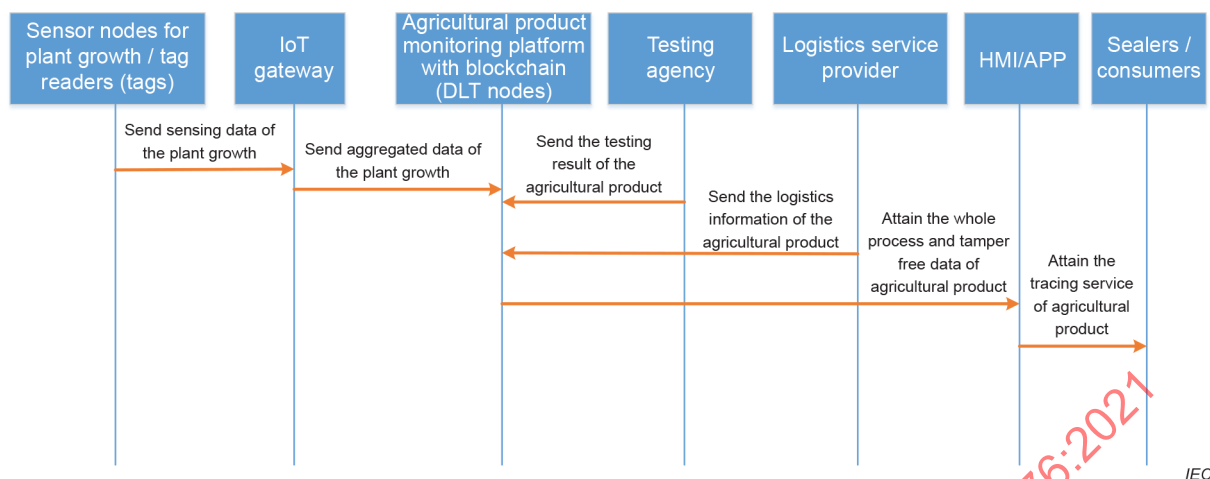 Sensor nodes for
plant growth / tag
readers (tags)
IoT
gateway
Agricultural product
monitoring platform
with blockchain
(DLT nodes)
Testing
agency
Logistics service
provider
HMI/APP
Sealers /
consumers
Send sensing data of
the plant growth
Send aggregated data of
the plant growth
Send the testing
result of the
agricultural product
Send the logistics
information of the
agricultural product
Attain the whole
process and tamper
free data of
agricultural product
Attain the
tracing service
of agricultural
product
76:2021
IEC